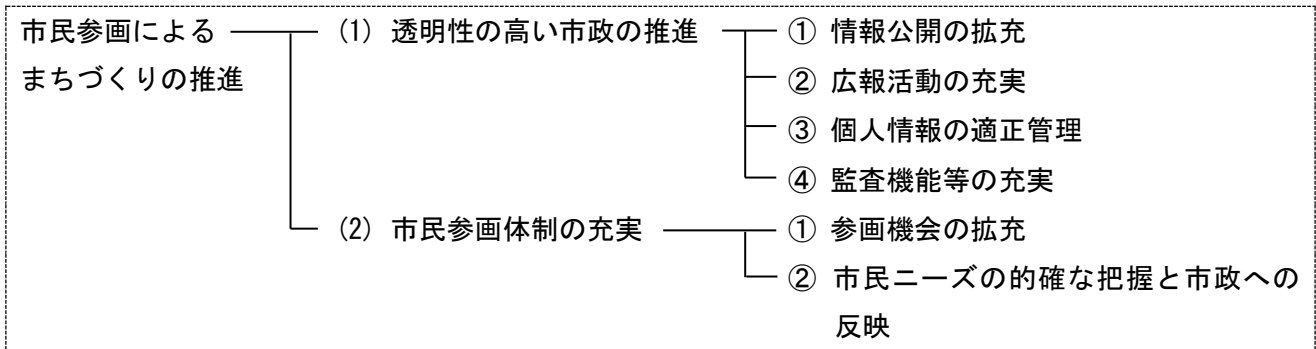 市民参画による (1) 透明性の高い市政の推進 ① 情報公開の拡充
まちづくりの推進 ② 広報活動の充実
③ 個人情報の適正管理
④ 監査機能等の充実
(2) 市民参画体制の充実 ① 参画機会の拡充
② 市民ニーズの的確な把握と市政への
反映